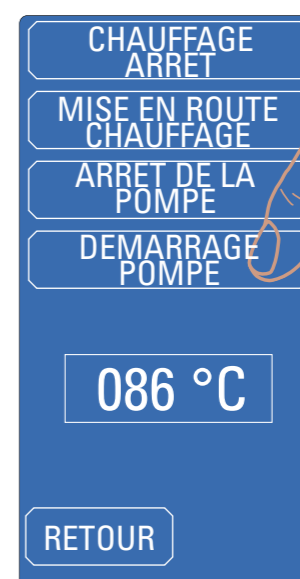 CHAUFFAGE
ARRET
MISE EN ROUTE
CHAUFFAGE
ARRET DE LA
POMPE
DEMARRAGE
POMPE
086 °C
RETOUR